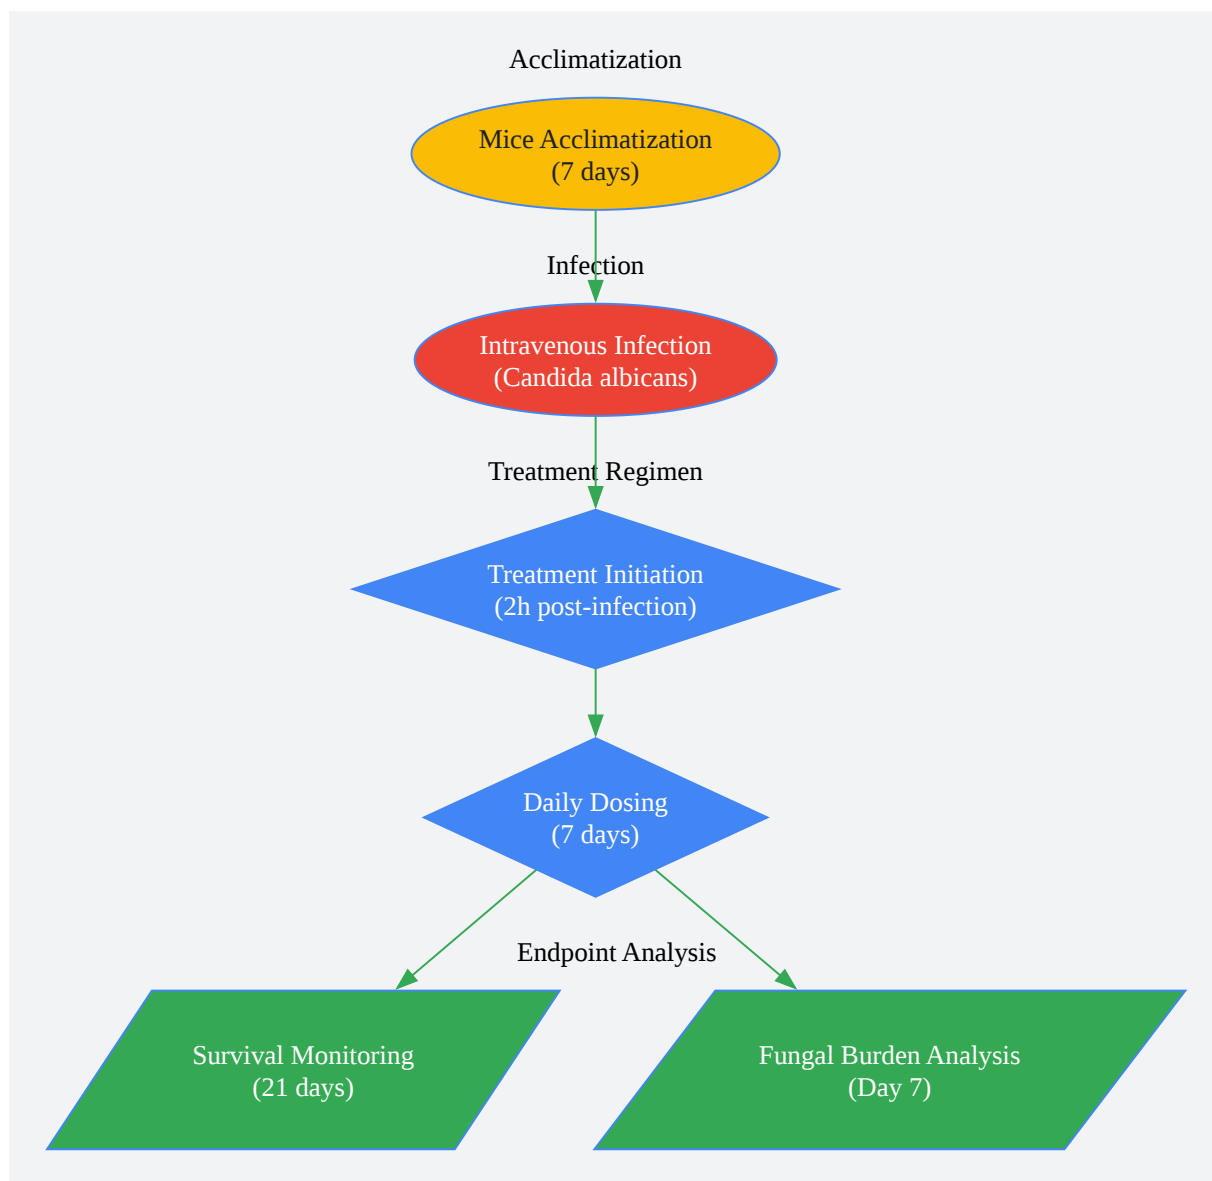 Acclimatization
Mice Acclimatization
(7 days)
Infection
Intravenous Infection
(Candida albicans)
Treatment Regimen
Treatment Initiation
(2h post-infection)
Daily Dosing
(7 days)
Endpoint Analysis
Survival Monitoring
(21 days)
Fungal Burden Analysis
(Day 7)